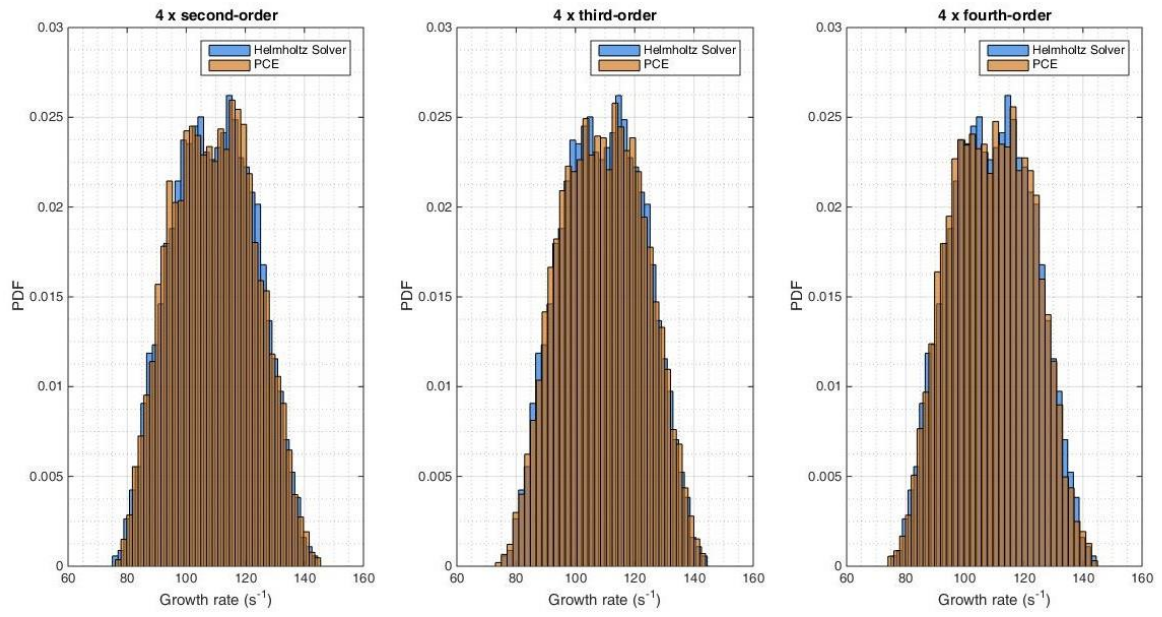 4 x second-order
0.03
0.025
0.02
0.015
0.01
0.005
0
PDF
60
80
100
120
140
160
Growth rate (s⁻¹)
Helmholtz Solver
PCE
4 x third-order
0.03
0.025
0.02
0.015
0.01
0.005
0
PDF
60
80
100
120
140
160
Growth rate (s⁻¹)
Helmholtz Solver
PCE
4 x fourth-order
0.03
0.025
0.02
0.015
0.01
0.005
0
PDF
60
80
100
120
140
160
Growth rate (s⁻¹)
Helmholtz Solver
PCE